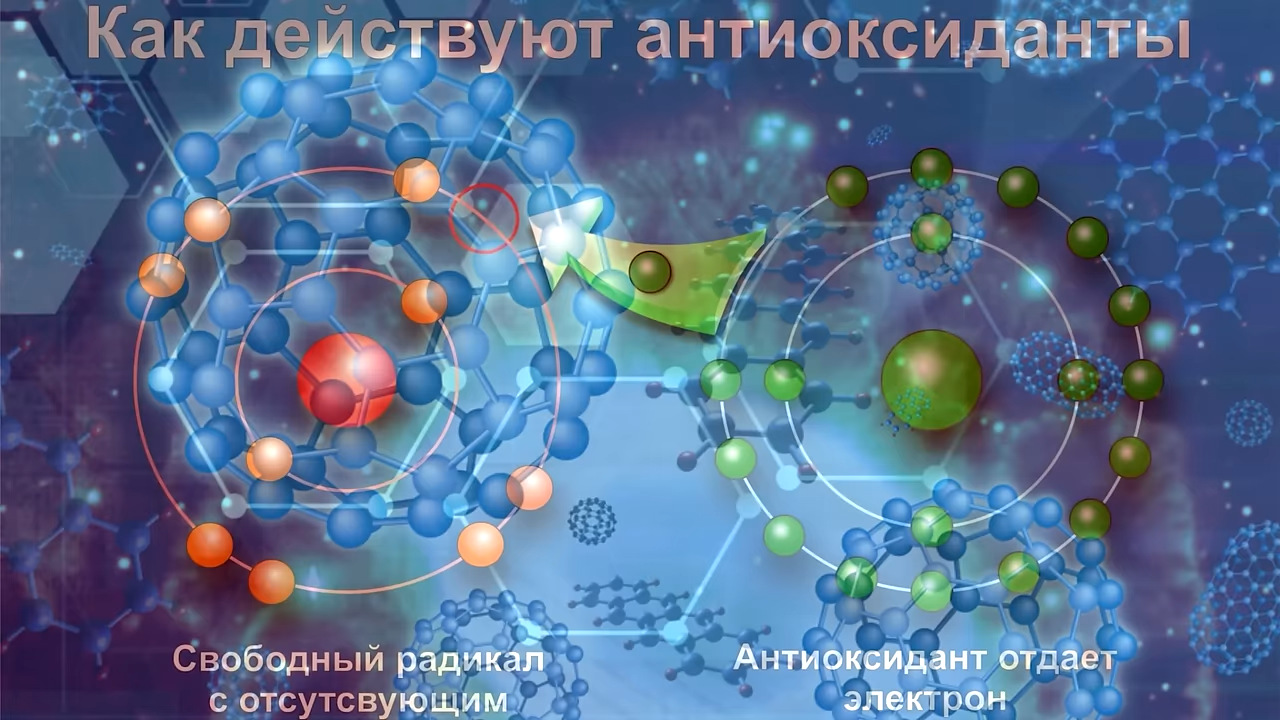 Как действуют антиоксиданты
Свободный радикал
с отсутсвующим
Антиоксидант отдает
электрон